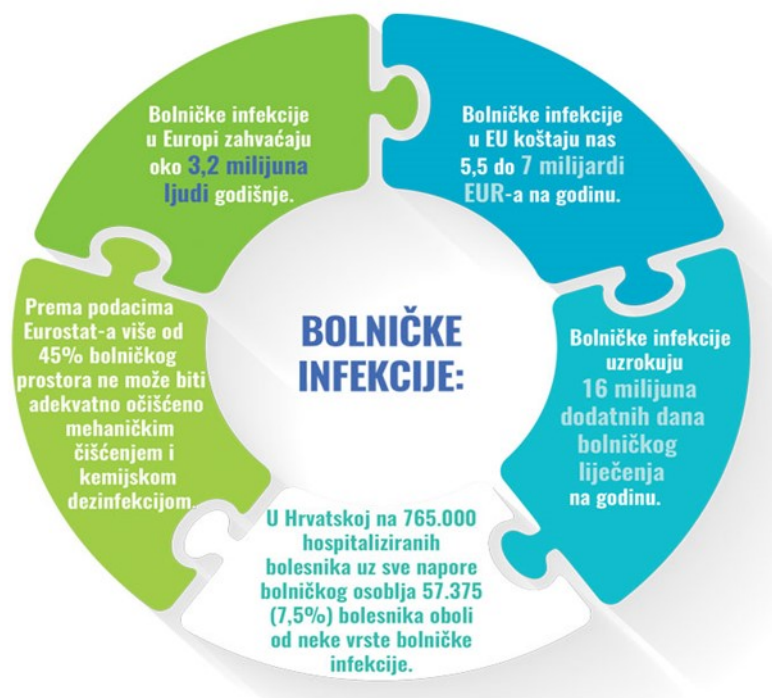 Bolničke infekcije
u Europi zahvaćaju
oko 3,2 milijuna
ljudi godišnje.
Bolničke infekcije
u EU koštaju nas
5,5 do 7 milijardi
EUR-a na godinu.
Prema podacima
Eurostat-a više od
45% bolničkog
prostora ne može biti
adekvatno očišćeno
mehaničkim
čišćenjem i
kemijskom
dezinfekcijom.
BOLNIČKE
INFEKCIJE:
Bolničke infekcije
uzrokuju
16 milijuna
dodatnih dana
bolničkog
liječenja
na godinu.
U Hrvatskoj na 765.000
hospitaliziranih
bolesnika uz sve napore
bolničkog osoblja 57.375
(7,5%) bolesnika oboli
od neke vrste bolničke
infekcije.